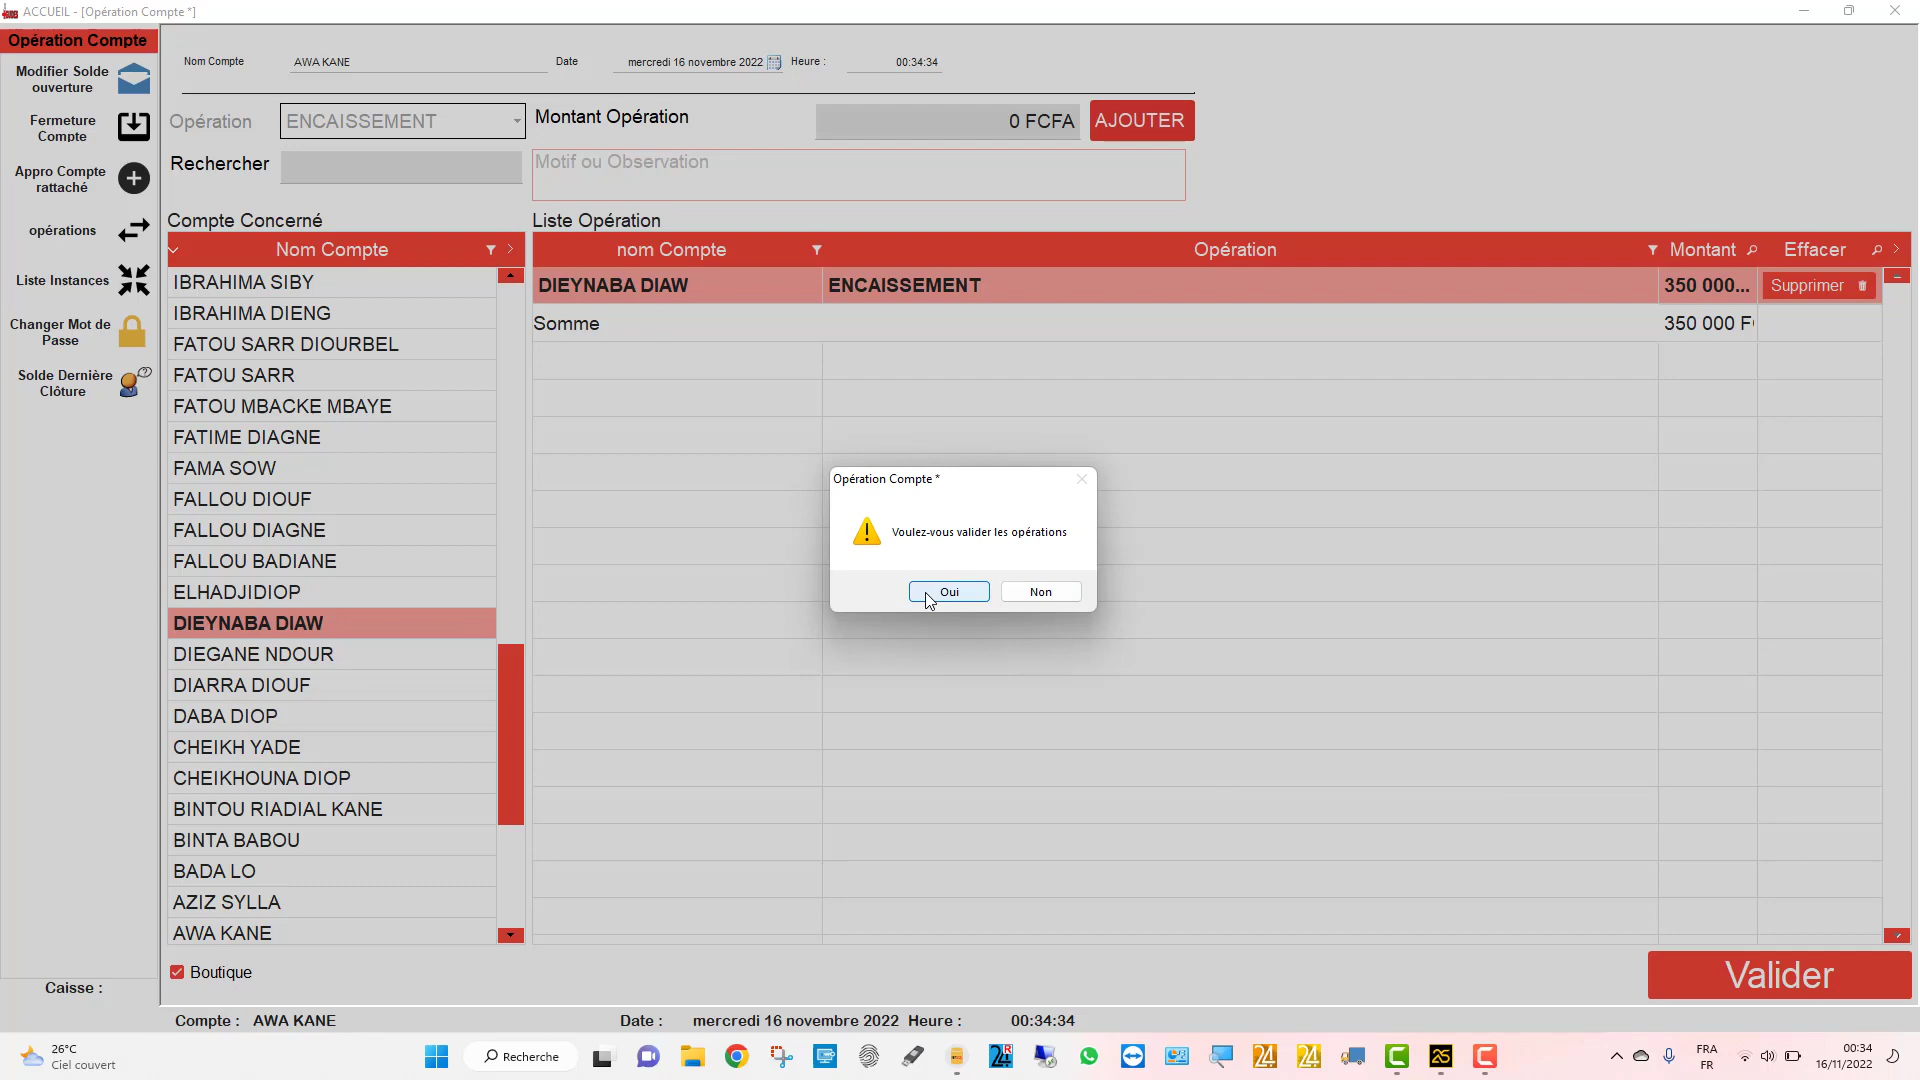 ACCUEIL - [Opération Compte *]
Opération Compte
Modifier Solde
ouverture
Fermeture
Compte
Appro Compte
rattaché
opérations
Liste Instances
Changer Mot de
Passe
Solde Dernière
Clôture
Caisse :
Nom Compte AWA KANE Date mercredi 16 novembre 2022 Heure : 00:34:34
Opération ENCAISSEMENT Montant Opération 0 FCFA AJOUTER
Rechercher Motif ou Observation
Compte Concerné
Nom Compte
IBRAHIMA SIBY
IBRAHIMA DIENG
FATOU SARR DIOURBEL
FATOU SARR
FATOU MBACKE MBAYE
FATIME DIAGNE
FAMA SOW
FALLOU DIOUF
FALLOU DIAGNE
FALLOU BADIANE
ELHADJIDIOP
DIEYNABA DIAW
DIEGANE NDOUR
DIARRA DIOUF
DABA DIOP
CHEIKH YADE
CHEIKHOUNA DIOP
BINTOU RIADIAL KANE
BINTA BABOU
BADA LO
AZIZ SYLLA
AWA KANE
Boutique
Liste Opération
nom Compte Opération Montant Effacer
DIEYNABA DIAW ENCAISSEMENT 350 000... Supprimer
Somme 350 000 F
Opération Compte *
Voulez-vous valider les opérations
Oui Non
Valider
Compte : AWA KANE Date : mercredi 16 novembre 2022 Heure : 00:34:34
26°C
Ciel couvert
Recherche
FRA
FR
00:34
16/11/2022